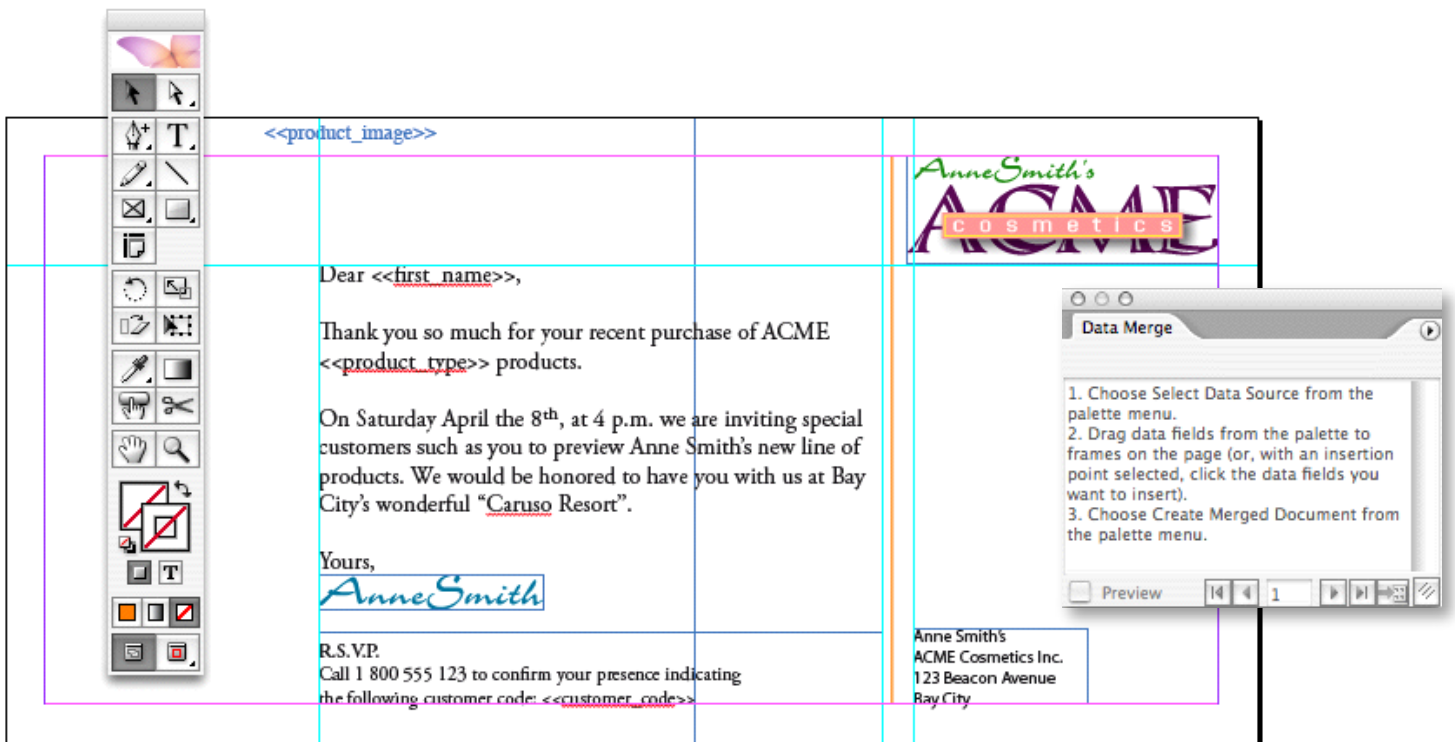 <<product_image>>
AnneSmith's
ACME
cosmetics
Dear <<first_name>>,
Thank you so much for your recent purchase of ACME
<<product_type>> products.
On Saturday April the 8th, at 4 p.m. we are inviting special
customers such as you to preview Anne Smith's new line of
products. We would be honored to have you with us at Bay
City's wonderful “Caruso Resort”.
Yours,
AnneSmith
R.S.V.P.
Call 1 800 555 123 to confirm your presence indicating
the following customer code: <<customer_code>>
Anne Smith's
ACME Cosmetics Inc.
123 Beacon Avenue
Bay City
Data Merge
1. Choose Select Data Source from the
palette menu.
2. Drag data fields from the palette to
frames on the page (or, with an insertion
point selected, click the data fields you
want to insert).
3. Choose Create Merged Document from
the palette menu.
Preview
1
T
T